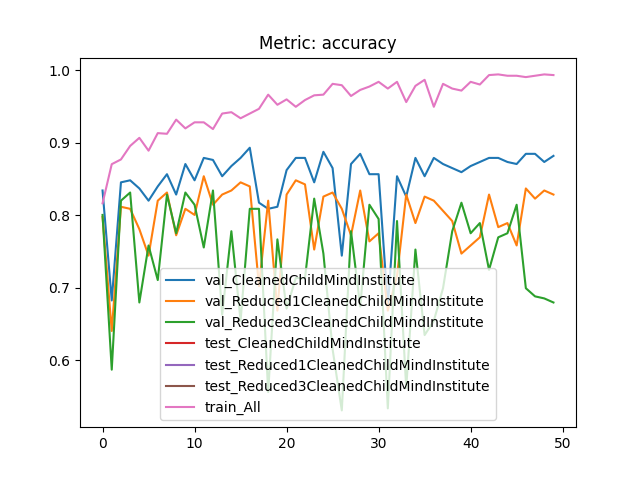 Metric: accuracy
1.0
0.9
0.8
0.7
0.6
val_CleanedChildMindInstitute
val_Reduced1CleanedChildMindInstitute
val_Reduced3CleanedChildMindInstitute
test_CleanedChildMindInstitute
test_Reduced1CleanedChildMindInstitute
test_Reduced3CleanedChildMindInstitute
train_All
0 10 20 30 40 50